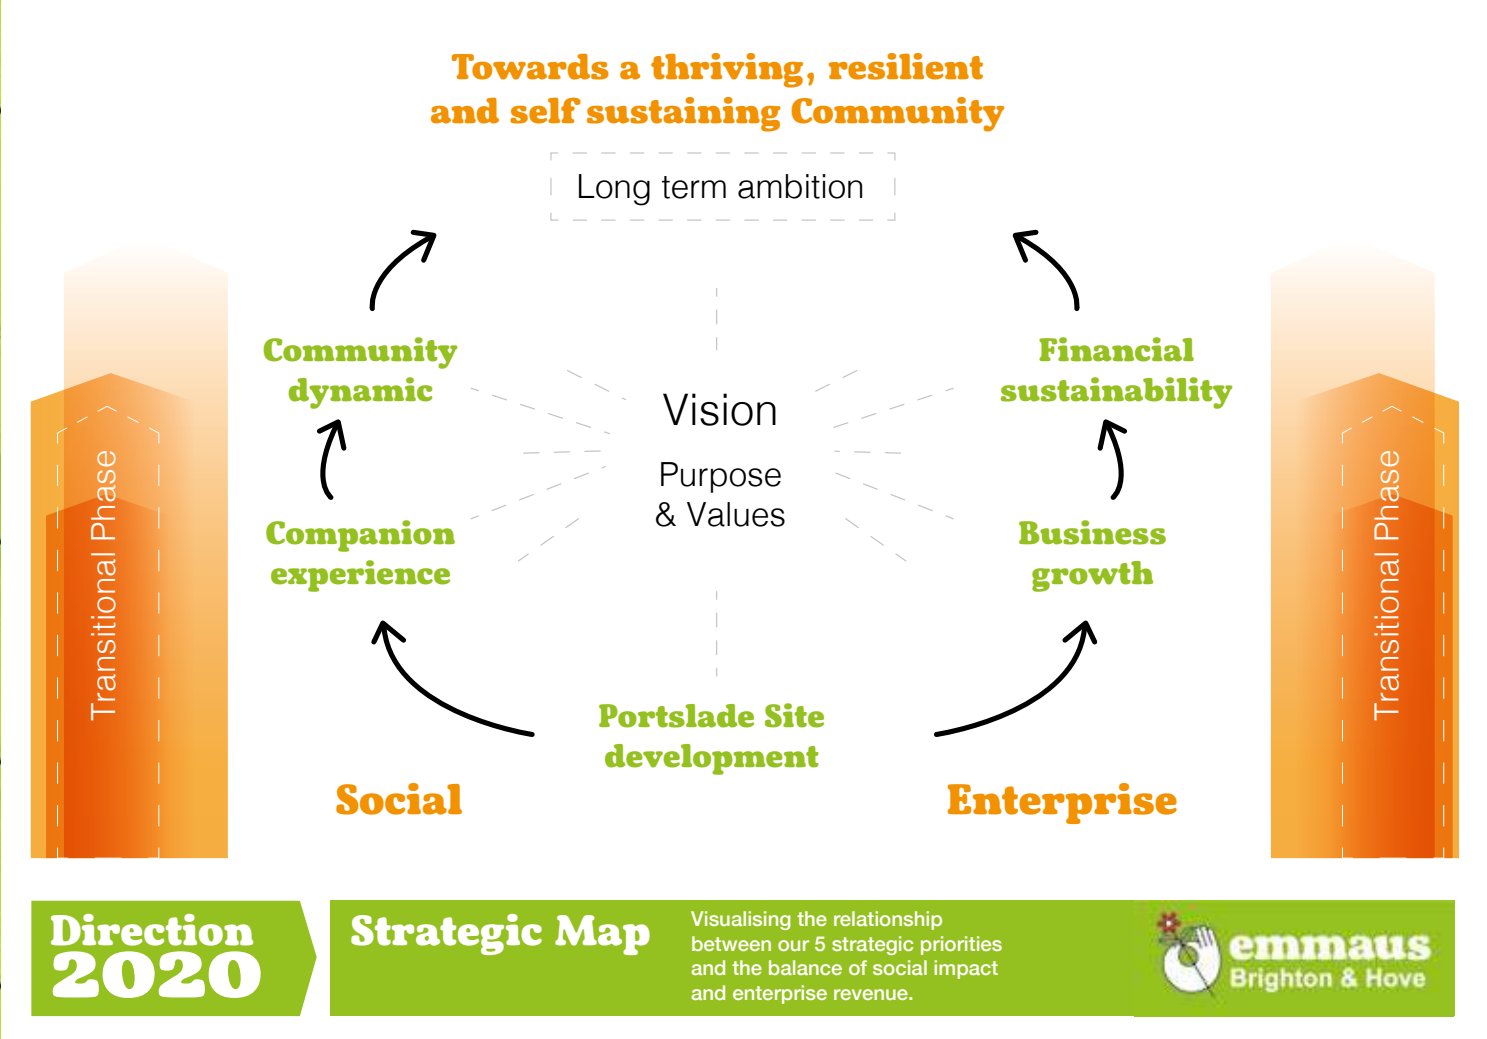 Towards a thriving, resilient
and self sustaining Community
Long term ambition
Community
dynamic
Financial
sustainability
Vision
Purpose
& Values
Companion
experience
Business
growth
Transitional Phase
Transitional Phase
Portslade Site
development
Social
Enterprise
Direction
2020
Strategic Map
Visualising the relationship
between our 5 strategic priorities
and the balance of social impact
and enterprise revenue.
emmaus
Brighton & Hove